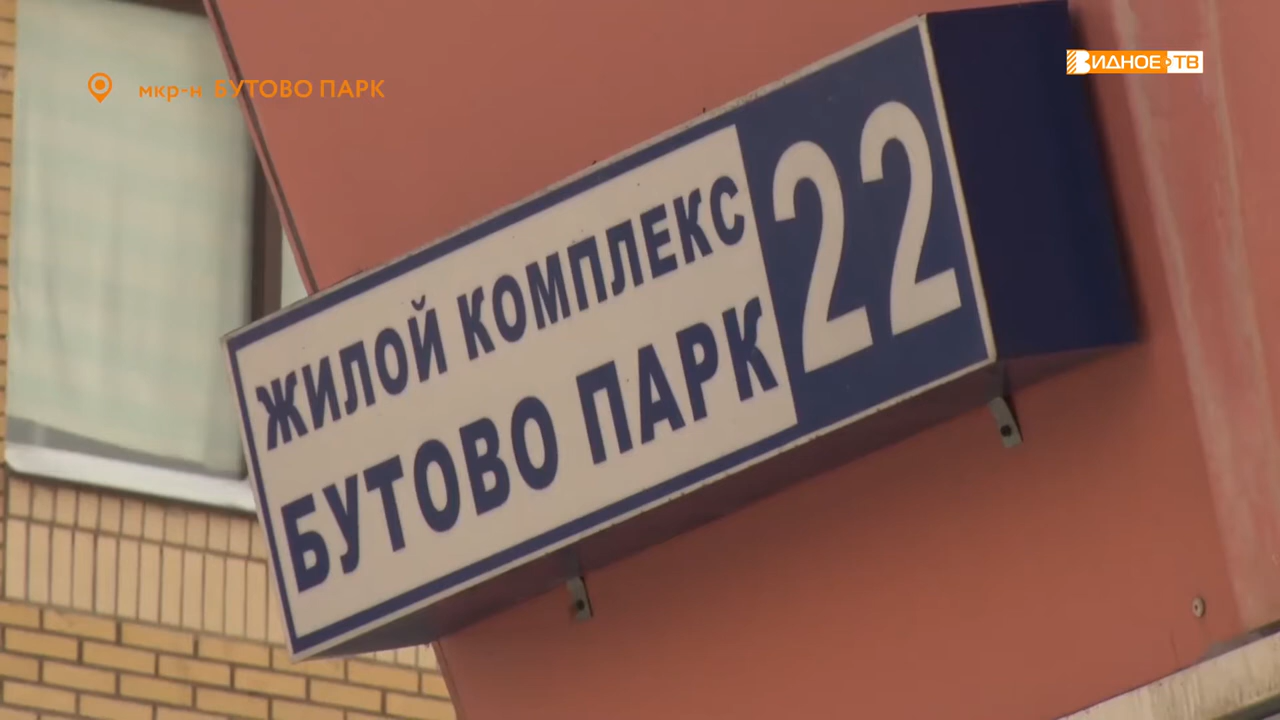 мкр-н БУТОВО ПАРК
ВИДНОЕ ТВ
ЖИЛОЙ КОМПЛЕКС
БУТОВО ПАРК
22